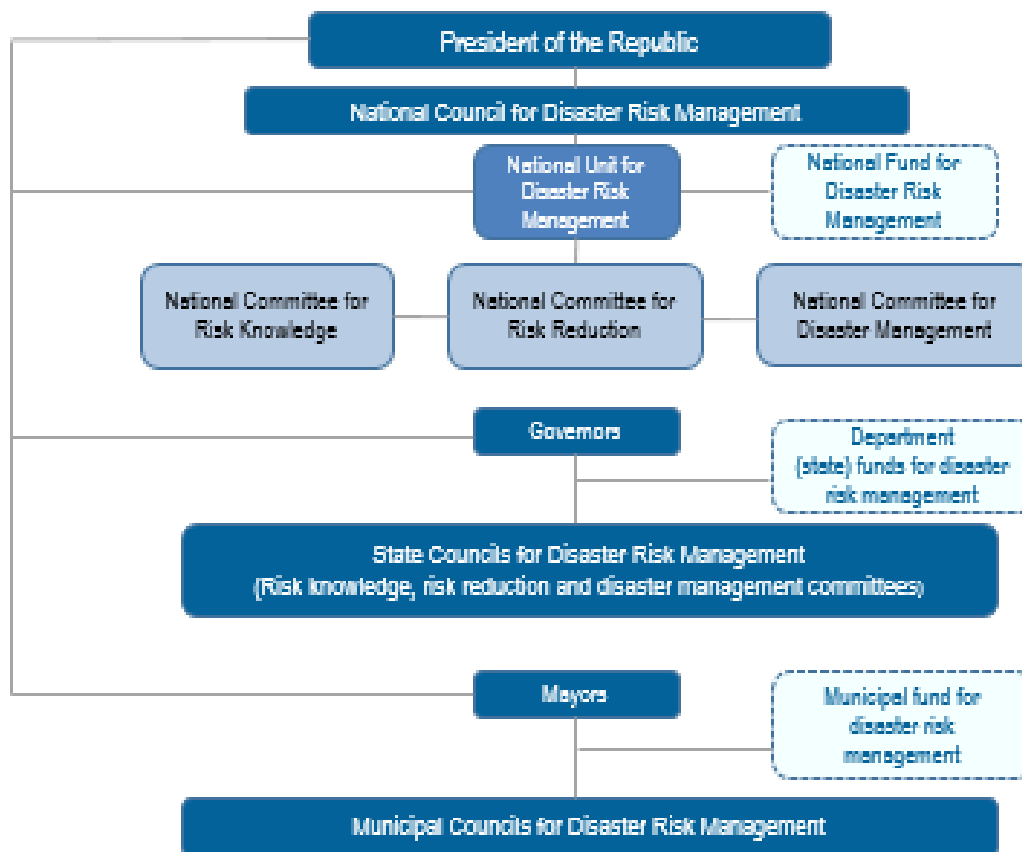 President of the Republic
National Council for Disaster Risk Management
National Unit for
Disaster Risk
Management
National Fund for
Disaster Risk
Management
National Committee for
Risk Knowledge
National Committee for
Risk Reduction
National Committee for
Disaster Management
Governors
Department
(state) funds for disaster
risk management
State Councils for Disaster Risk Management
(Risk knowledge, risk reduction and disaster management committees)
Mayors
Municipal fund for
disaster risk
management
Municipal Councils for Disaster Risk Management